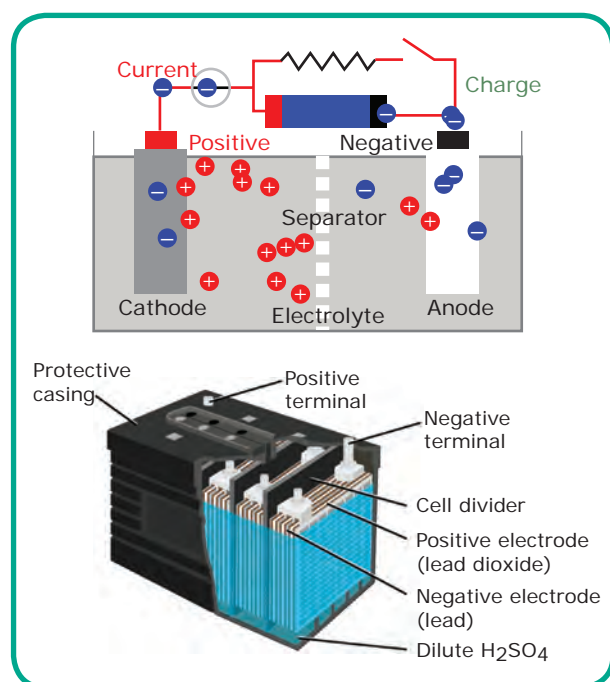 Current
Charge
Positive
Negative
Separator
Cathode
Electrolyte
Anode
Protective
casing
Positive
terminal
Negative
terminal
Cell divider
Positive electrode
(lead dioxide)
Negative electrode
(lead)
Dilute H2SO4